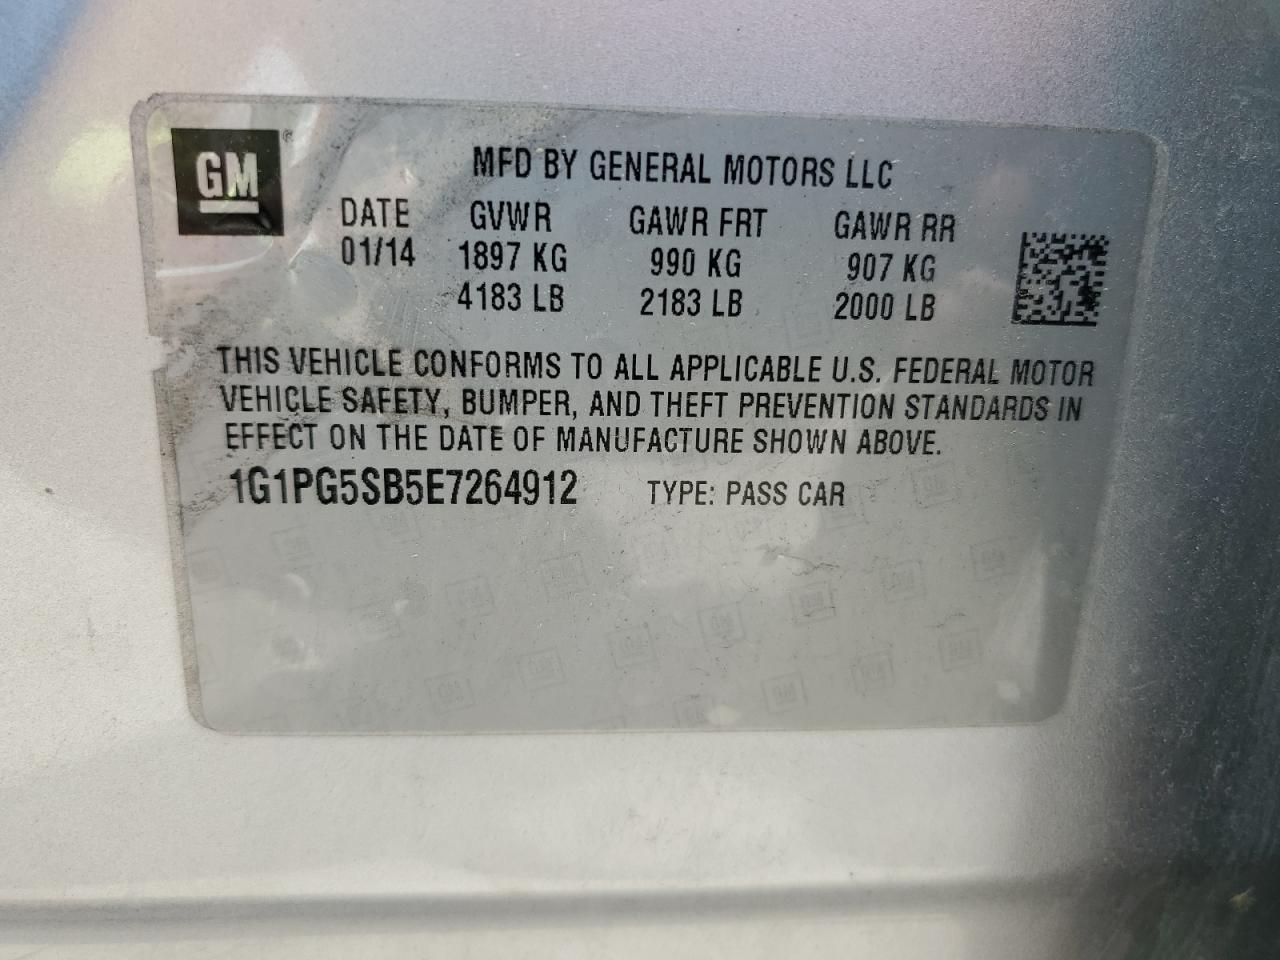 GM®
MFD BY GENERAL MOTORS LLC
DATE GVWR GAWR FRT GAWR RR
01/14 1897 KG 990 KG 907 KG
4183 LB 2183 LB 2000 LB
THIS VEHICLE CONFORMS TO ALL APPLICABLE U.S. FEDERAL MOTOR
VEHICLE SAFETY, BUMPER, AND THEFT PREVENTION STANDARDS IN
EFFECT ON THE DATE OF MANUFACTURE SHOWN ABOVE.
1G1PG5SB5E7264912 TYPE: PASS CAR